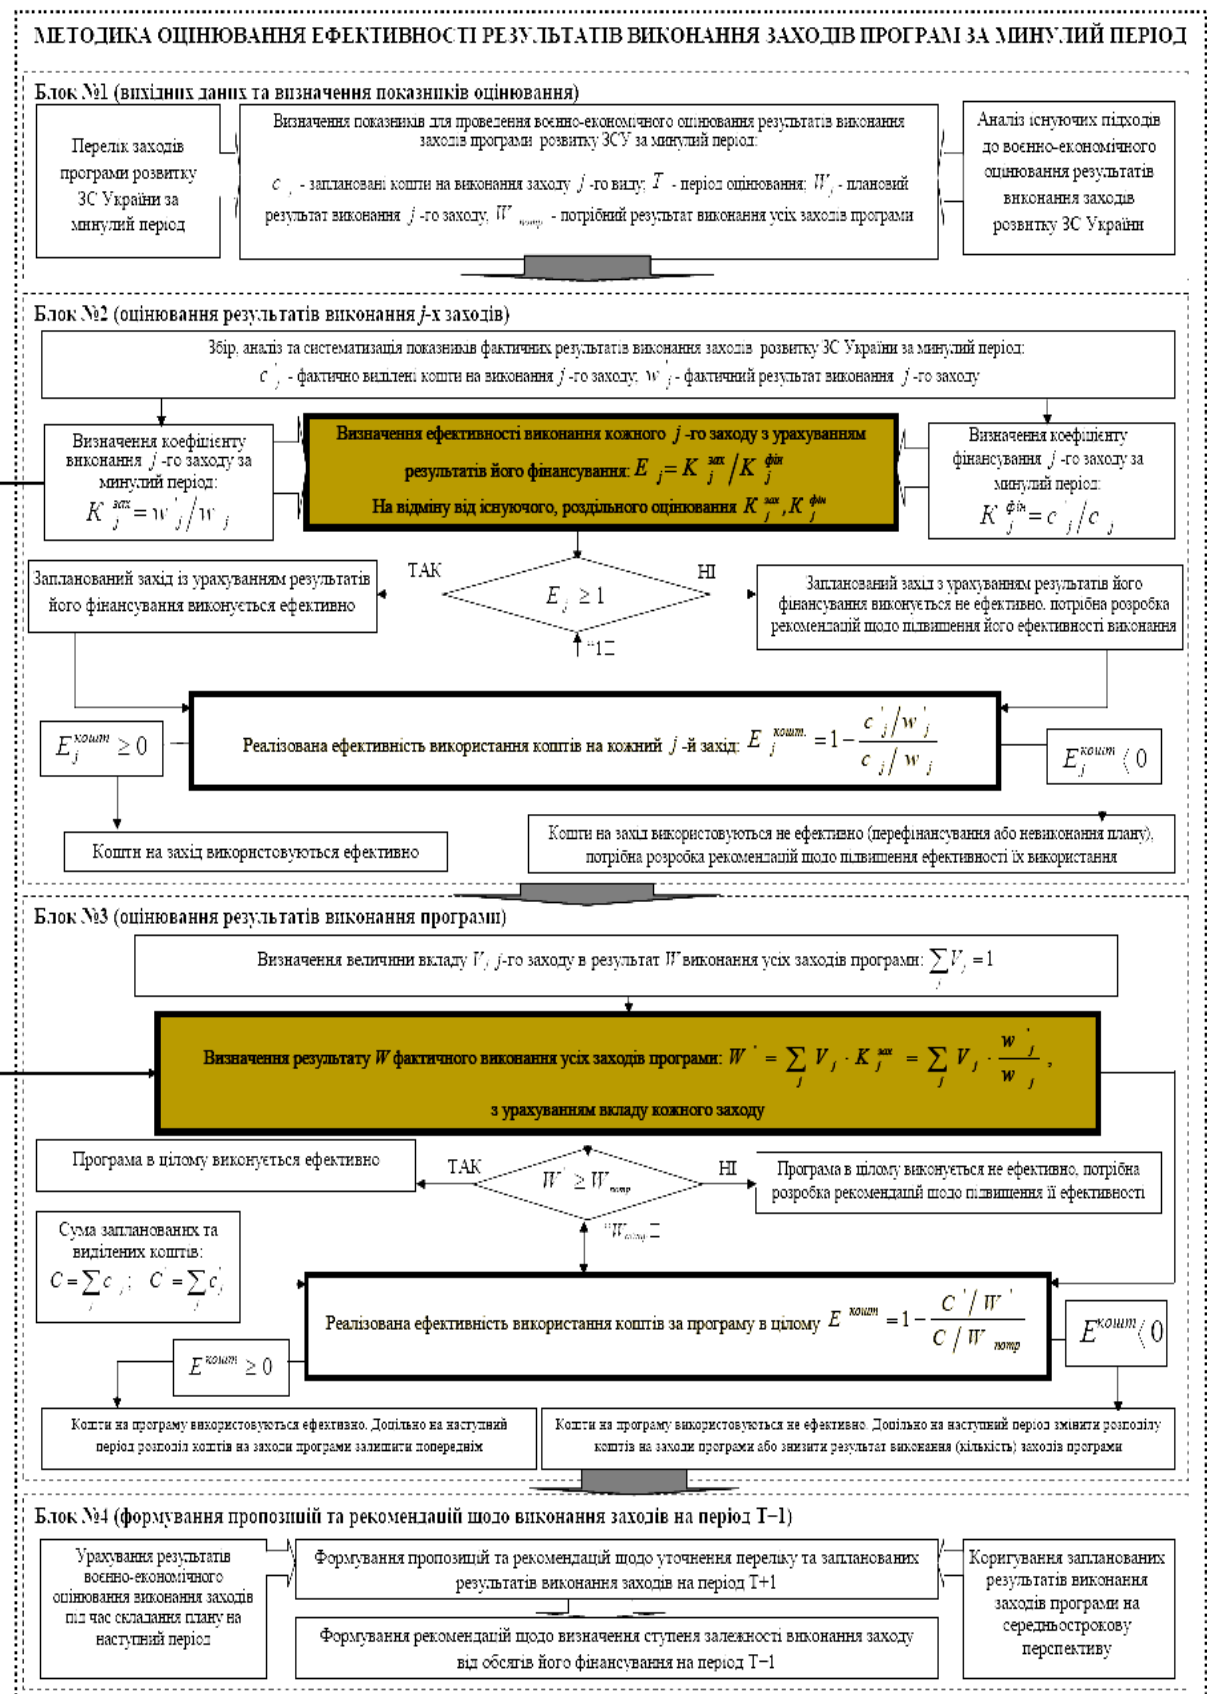 МЕТОДИКА ОЦІНЮВАННЯ ЕФЕКТИВНОСТІ РЕЗУЛЬТАТІВ ВИКОНАННЯ ЗАХОДІВ ПРОГРАМ ЗА МИНУЛИЙ ПЕРІОД
Блок №1 (вихідних даних та визначення показників оцінювання)
Перелік заходів
програми розвитку
ЗС України за
минулий період
Визначення показників для проведення воєнно-економічного оцінювання результатів виконання
заходів програми розвитку ЗСУ за минулий період:
c j - заплановані кошти на виконання заходу j -го виду; T - період оцінювання; W j - плановий
результат виконання j -го заходу, W потр - потрібний результат виконання усіх заходів програми
Аналіз існуючих підходів
до воєнно-економічного
оцінювання результатів
виконання заходів
розвитку ЗС України
Блок №2 (оцінювання результатів виконання j-х заходів)
Збір, аналіз та систематизація показників фактичних результатів виконання заходів розвитку ЗС України за минулий період:
c ' j - фактично виділені кошти на виконання j -го заходу; w ' j - фактичний результат виконання j -го заходу
Визначення коефіцієнту
виконання j -го заходу за
минулий період:
K j зах = w ' j / w j
Визначення ефективності виконання кожного j -го заходу з урахуванням
результатів його фінансування: E j = K j зах / K j фін
На відміну від існуючого, роздільного оцінювання K j зах , K j фін
Визначення коефіцієнту
фінансування j -го заходу за
минулий період:
K j фін = c ' j / c j
ТАК
E j ≥ 1
НІ
Запланований захід із урахуванням результатів
його фінансування виконується ефективно
Запланований захід з урахуванням результатів його
фінансування виконується не ефективно. потрібна розробка
рекомендацій щодо підвищення його ефективності виконання
“1
E j кошт ≥ 0
Реалізована ефективність використання коштів на кожний j -й захід: E j кошт. = 1 − (c ' j / w ' j) / (c j / w j)
E j кошт ⟨ 0
Кошти на захід використовуються ефективно
Кошти на захід використовуються не ефективно (перефінансування або невиконання плану),
потрібна розробка рекомендацій щодо підвищення ефективності їх використання
Блок №3 (оцінювання результатів виконання програми)
Визначення величини вкладу V j j-го заходу в результат W виконання усіх заходів програми: ∑ j V j = 1
Визначення результату W фактичного виконання усіх заходів програми: W ' = ∑ j V j · K j зах = ∑ j V j · w ' j / w j ,
з урахуванням вкладу кожного заходу
Програма в цілому виконується ефективно
ТАК
W ' ≥ W потр
НІ
Програма в цілому виконується не ефективно, потрібна
розробка рекомендацій щодо підвищення її ефективності
“W потр
Сума запланованих та
виділених коштів:
C = ∑ j c j ; C ' = ∑ j c ' j
Реалізована ефективність використання коштів за програму в цілому E кошт = 1 − (C ' / W ') / (C / W потр)
E кошт ≥ 0
E кошт ⟨ 0
Кошти на програму використовуються ефективно. Доцільно на наступний
період розподіл коштів на заходи програми залишити попереднім
Кошти на програму використовуються не ефективно. Доцільно на наступний період змінити розподілу
коштів на заходи програми або знизити результат виконання (кількість) заходів програми
Блок №4 (формування пропозицій та рекомендацій щодо виконання заходів на період Т−1)
Урахування результатів
воєнно-економічного
оцінювання виконання заходів
під час складання плану на
наступний період
Формування пропозицій та рекомендацій щодо уточнення переліку та запланованих
результатів виконання заходів на період Т+1
Формування рекомендацій щодо визначення ступеня залежності виконання заходу
від обсягів його фінансування на період Т−1
Коригування запланованих
результатів виконання
заходів програми на
середньострокову
перспективу